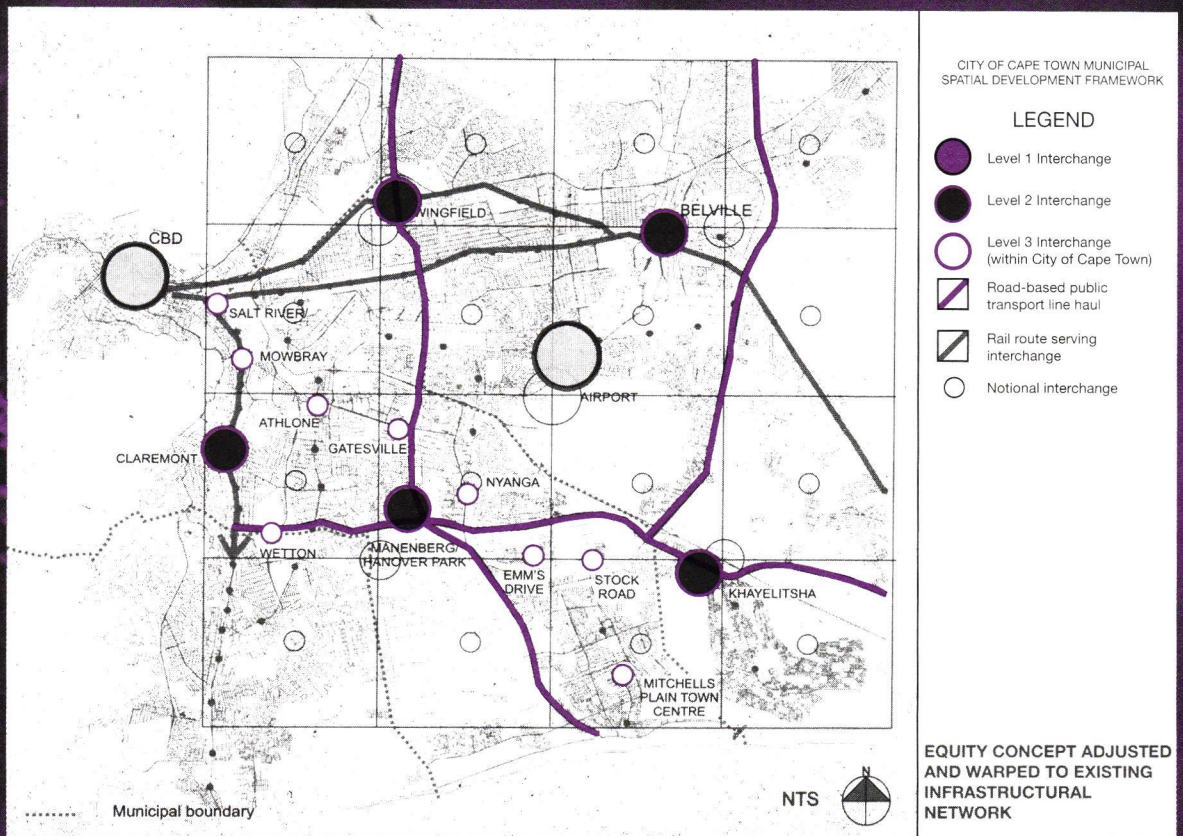 CBD
WINGFIELD
BELVILLE
SALT RIVER
MOWBRAY
ATHLONE
GATESVILLE
CLAREMONT
AIRPORT
NYANGA
WETTON
MANENBERG/
HANOVER PARK
EMM'S
DRIVE
STOCK
ROAD
KHAYELITSHA
MITCHELLS
PLAIN TOWN
CENTRE
Municipal boundary
NTS
N
CITY OF CAPE TOWN MUNICIPAL
SPATIAL DEVELOPMENT FRAMEWORK
LEGEND
Level 1 Interchange
Level 2 Interchange
Level 3 Interchange
(within City of Cape Town)
Road-based public
transport line haul
Rail route serving
interchange
Notional interchange
EQUITY CONCEPT ADJUSTED
AND WARPED TO EXISTING
INFRASTRUCTURAL
NETWORK